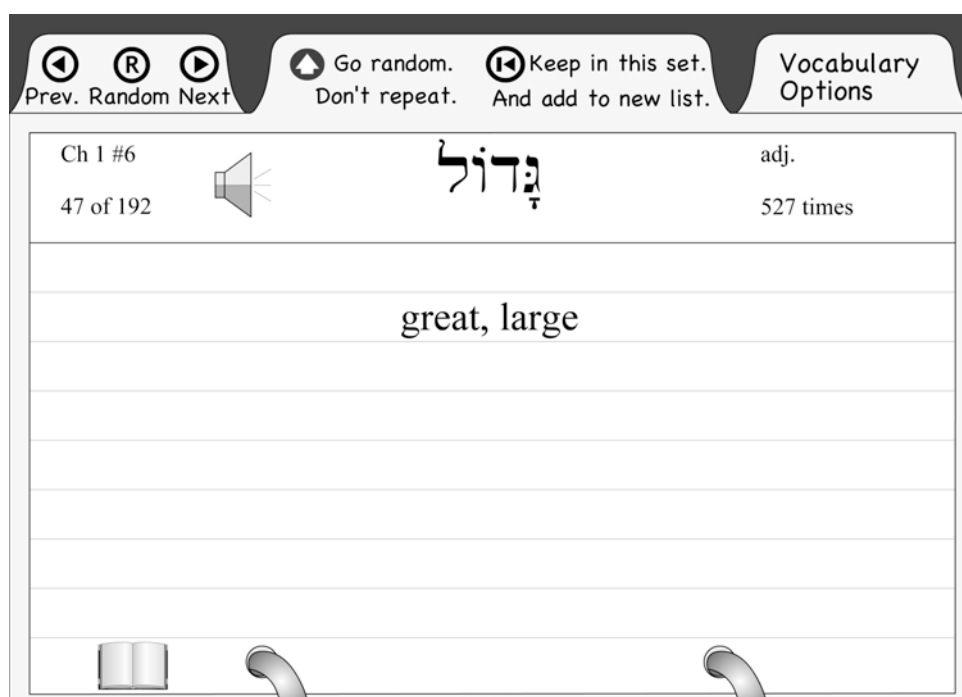 Prev. Random Next
Go random.
Don't repeat.
Keep in this set.
And add to new list.
Vocabulary
Options
Ch 1 #6
47 of 192
גָּדוֹל
adj.
527 times
great, large